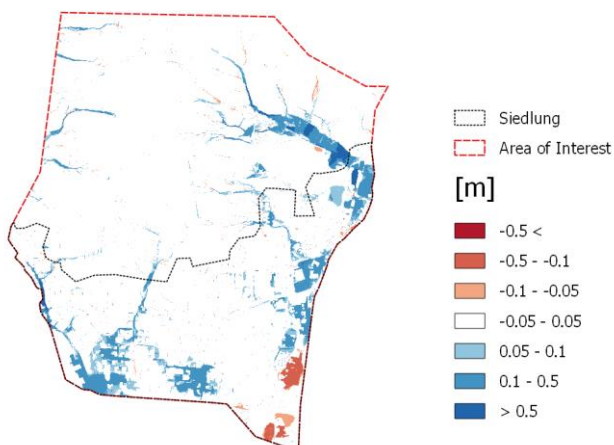 Siedlung
Area of Interest
[m]
-0.5 <
-0.5 - -0.1
-0.1 - -0.05
-0.05 - 0.05
0.05 - 0.1
0.1 - 0.5
> 0.5